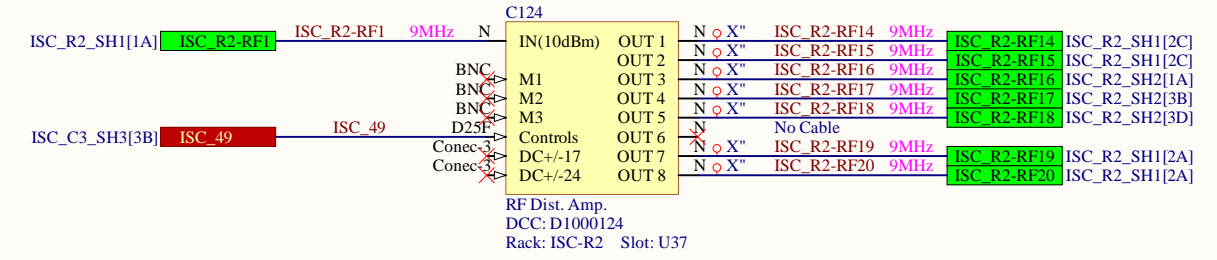 C124
ISC_R2_SH1[1A] ISC_R2-RF1 ISC_R2-RF1 9MHz N IN(10dBm) OUT 1 N X" ISC_R2-RF14 9MHz ISC_R2-RF14 ISC_R2_SH1[2C]
OUT 2 X" ISC_R2-RF15 9MHz ISC_R2-RF15 ISC_R2_SH1[2C]
BNC M1 OUT 3 N X" ISC_R2-RF16 9MHz ISC_R2-RF16 ISC_R2_SH2[1A]
BNC M2 OUT 4 N X" ISC_R2-RF17 9MHz ISC_R2-RF17 ISC_R2_SH2[3B]
BNC M3 OUT 5 N X" ISC_R2-RF18 9MHz ISC_R2-RF18 ISC_R2_SH2[3D]
ISC_C3_SH3[3B] ISC_49 ISC_49 D25F Controls OUT 6 N No Cable
Conec-3 DC+/-17 OUT 7 N X" ISC_R2-RF19 9MHz ISC_R2-RF19 ISC_R2_SH1[2A]
Conec-3 DC+/-24 OUT 8 N X" ISC_R2-RF20 9MHz ISC_R2-RF20 ISC_R2_SH1[2A]
RF Dist. Amp.
DCC: D1000124
Rack: ISC-R2 Slot: U37